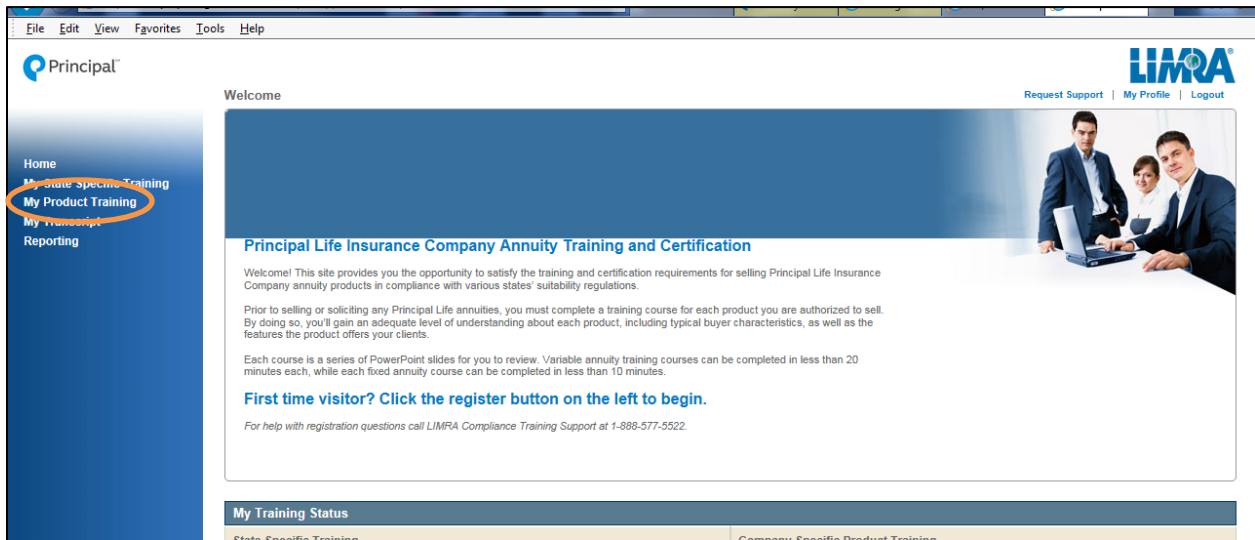 File Edit View Favorites Tools Help
Principal
LIMRA®
Welcome
Request Support | My Profile | Logout
Home
My State Specific Training
My Product Training
My Transcript
Reporting
Principal Life Insurance Company Annuity Training and Certification
Welcome! This site provides you the opportunity to satisfy the training and certification requirements for selling Principal Life Insurance
Company annuity products in compliance with various states' suitability regulations.
Prior to selling or soliciting any Principal Life annuities, you must complete a training course for each product you are authorized to sell.
By doing so, you'll gain an adequate level of understanding about each product, including typical buyer characteristics, as well as the
features the product offers your clients.
Each course is a series of PowerPoint slides for you to review. Variable annuity training courses can be completed in less than 20
minutes each, while each fixed annuity course can be completed in less than 10 minutes.
First time visitor? Click the register button on the left to begin.
For help with registration questions call LIMRA Compliance Training Support at 1-888-577-5522.
My Training Status
State Specific Training
Company Specific Product Training